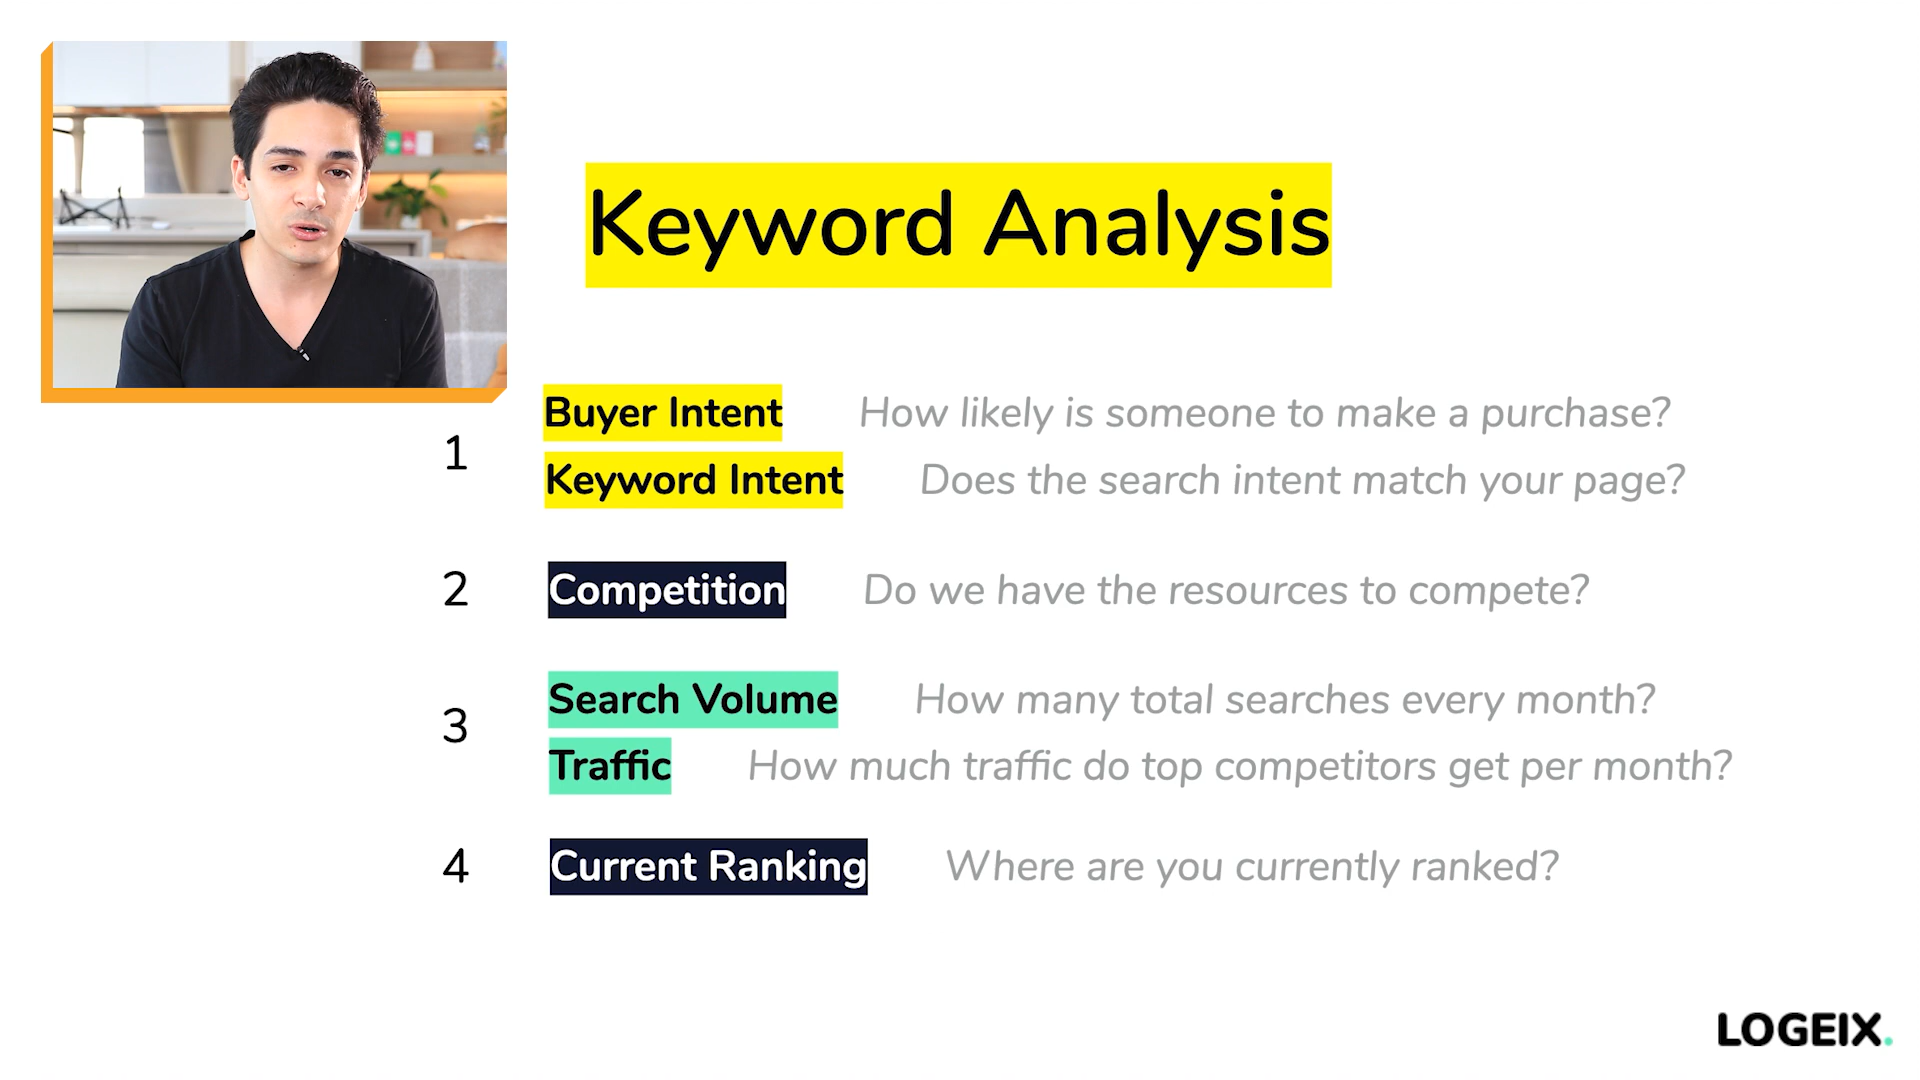 Keyword Analysis
1
Buyer Intent How likely is someone to make a purchase?
Keyword Intent Does the search intent match your page?
2 Competition Do we have the resources to compete?
3
Search Volume How many total searches every month?
Traffic How much traffic do top competitors get per month?
4 Current Ranking Where are you currently ranked?
LOGEIX.